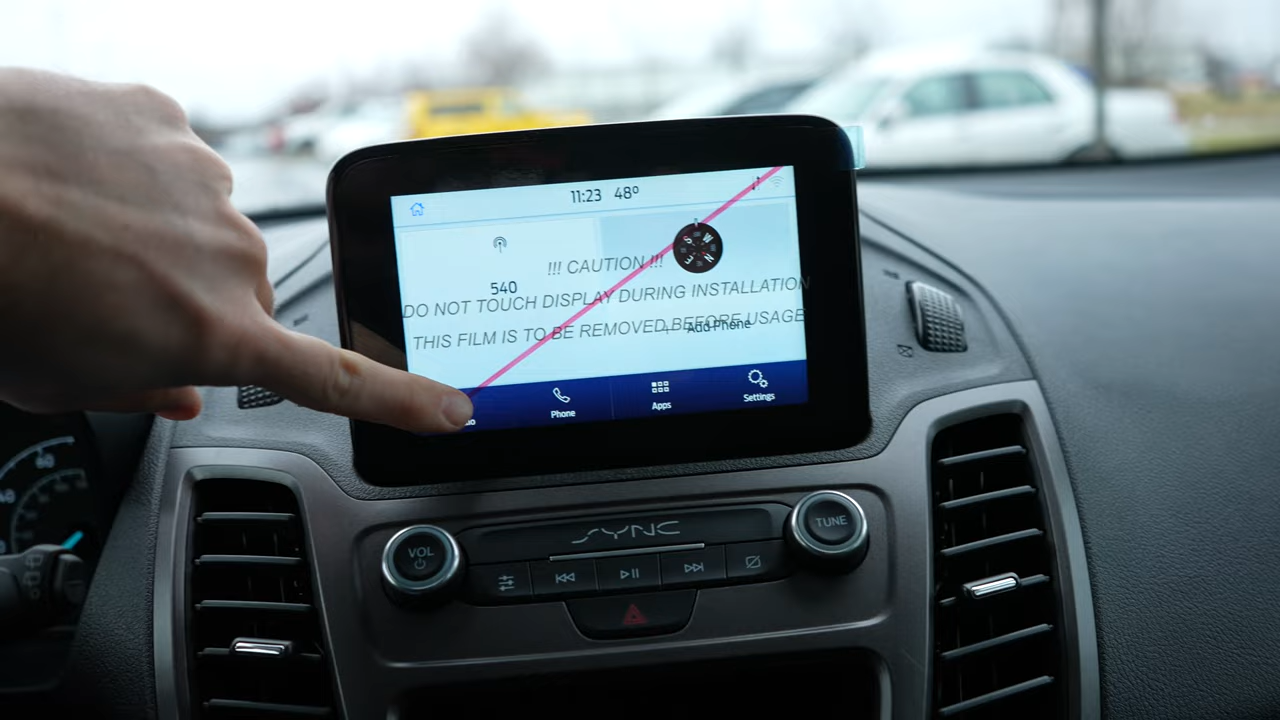 11:23 48°
540
!!! CAUTION !!!
DO NOT TOUCH DISPLAY DURING INSTALLATION
THIS FILM IS TO BE REMOVED BEFORE USAGE
+ Add Phone
S W N E
Phone Apps Settings
SYNC
VOL
TUNE
60